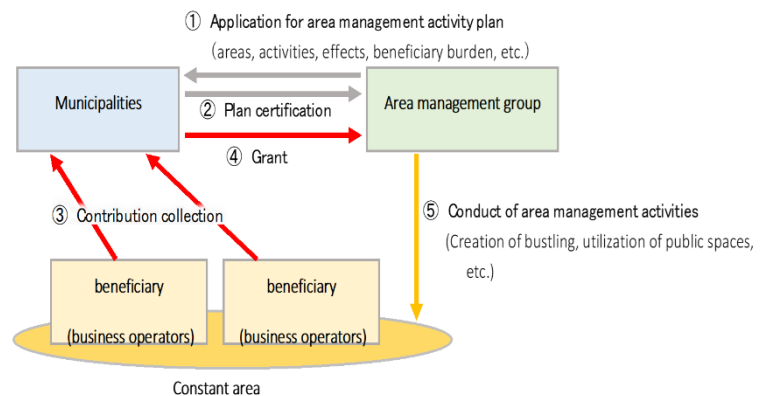 ① Application for area management activity plan
(areas, activities, effects, beneficiary burden, etc.)
Municipalities
Area management group
② Plan certification
④ Grant
③ Contribution collection
⑤ Conduct of area management activities
(Creation of bustling, utilization of public spaces,
etc.)
beneficiary
(business operators)
beneficiary
(business operators)
Constant area